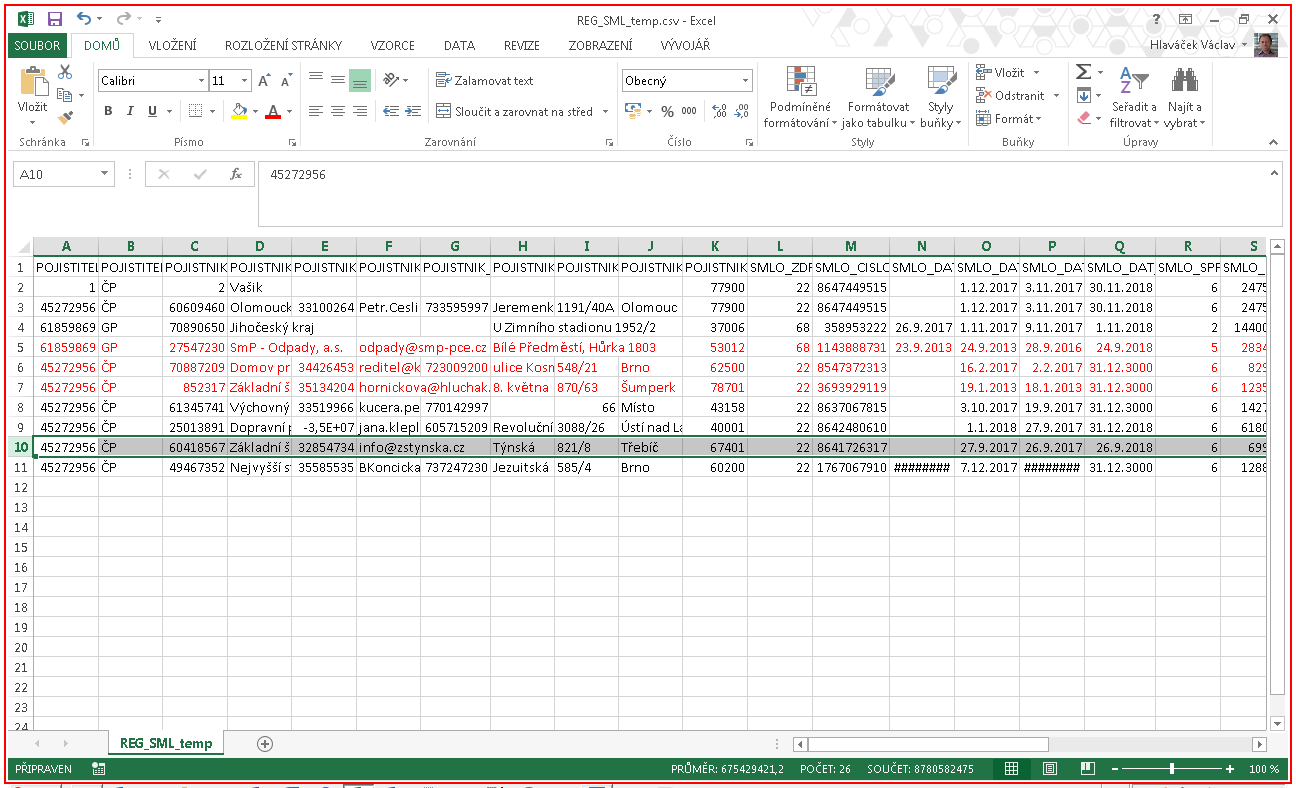 REG_SML_temp.csv - Excel
SOUBOR DOMŮ VLOŽENÍ ROZLOŽENÍ STRÁNKY VZORCE DATA REVIZE ZOBRAZENÍ VÝVOJÁŘ Hlaváček Václav
Vložit
Calibri 11
B I U
Zalamovat text
Sloučit a zarovnat na střed
Obecný
% 000
Podmíněné formátování
Formátovat jako tabulku
Styly buňky
Vložit
Odstranit
Formát
Seřadit a filtrovat
Najít a vybrat
Schránka Písmo Zarovnání Číslo Styly Buňky Úpravy
A10 fx 45272956
A B C D E F G H I J K L M N O P Q R S
1 POJISTITEL POJISTITEL POJISTNIK POJISTNIK POJISTNIK POJISTNIK POJISTNIK_ POJISTNIK POJISTNIK POJISTNIK POJISTNIK SMLO_ZDR SMLO_CISLO SMLO_DAT SMLO_DAT SMLO_DAT SMLO_DAT_ SMLO_SPR SMLO_
2 1 ČP 2 Vašik 77900 22 8647449515 1.12.2017 3.11.2017 30.11.2018 6 2475
3 45272956 ČP 60609460 Olomouck 33100264 Petr.Cesli 733595997 Jeremenk 1191/40A Olomouc 77900 22 8647449515 1.12.2017 3.11.2017 30.11.2018 6 2475
4 61859869 GP 70890650 Jihočeský kraj U Zimního stadionu 1952/2 37006 68 358953222 26.9.2017 1.11.2017 9.11.2017 1.11.2018 2 14400
5 61859869 GP 27547230 SmP - Odpady, a.s. odpady@smp-pce.cz Bílé Předměstí, Hůrka 1803 53012 68 1143888731 23.9.2013 24.9.2013 28.9.2016 24.9.2018 5 2834
6 45272956 ČP 70887209 Domov pr 34426453 reditel@k 723009200 ulice Kosn 548/21 Brno 62500 22 8547372313 16.2.2017 2.2.2017 31.12.3000 6 829
7 45272956 ČP 852317 Základní š 35134204 hornickova@hluchak. 8. května 870/63 Šumperk 78701 22 3693929119 19.1.2013 18.1.2013 31.12.3000 6 1235
8 45272956 ČP 61345741 Výchovný 33519966 kucera.pe 770142997 66 Místo 43158 22 8637067815 3.10.2017 19.9.2017 31.12.3000 6 1427
9 45272956 ČP 25013891 Dopravní p -3,5E+07 jana.klepl 605715209 Revoluční 3088/26 Ústí nad La 40001 22 8642480610 1.1.2018 27.9.2017 31.12.2018 6 6180
10 45272956 ČP 60418567 Základní š 32854734 info@zstynska.cz Týnská 821/8 Třebíč 67401 22 8641726317 27.9.2017 26.9.2017 26.9.2018 6 699
11 45272956 ČP 49467352 Nejvyšší s 35585535 BKoncicka 737247230 Jezuitská 585/4 Brno 60200 22 1767067910 ######## 7.12.2017 ######## 31.12.3000 6 1288
12
13
14
15
16
17
18
19
20
21
22
23
24
REG_SML_temp
PŘIPRAVEN PRŮMĚR: 675429421,2 POČET: 26 SOUČET: 8780582475 100 %